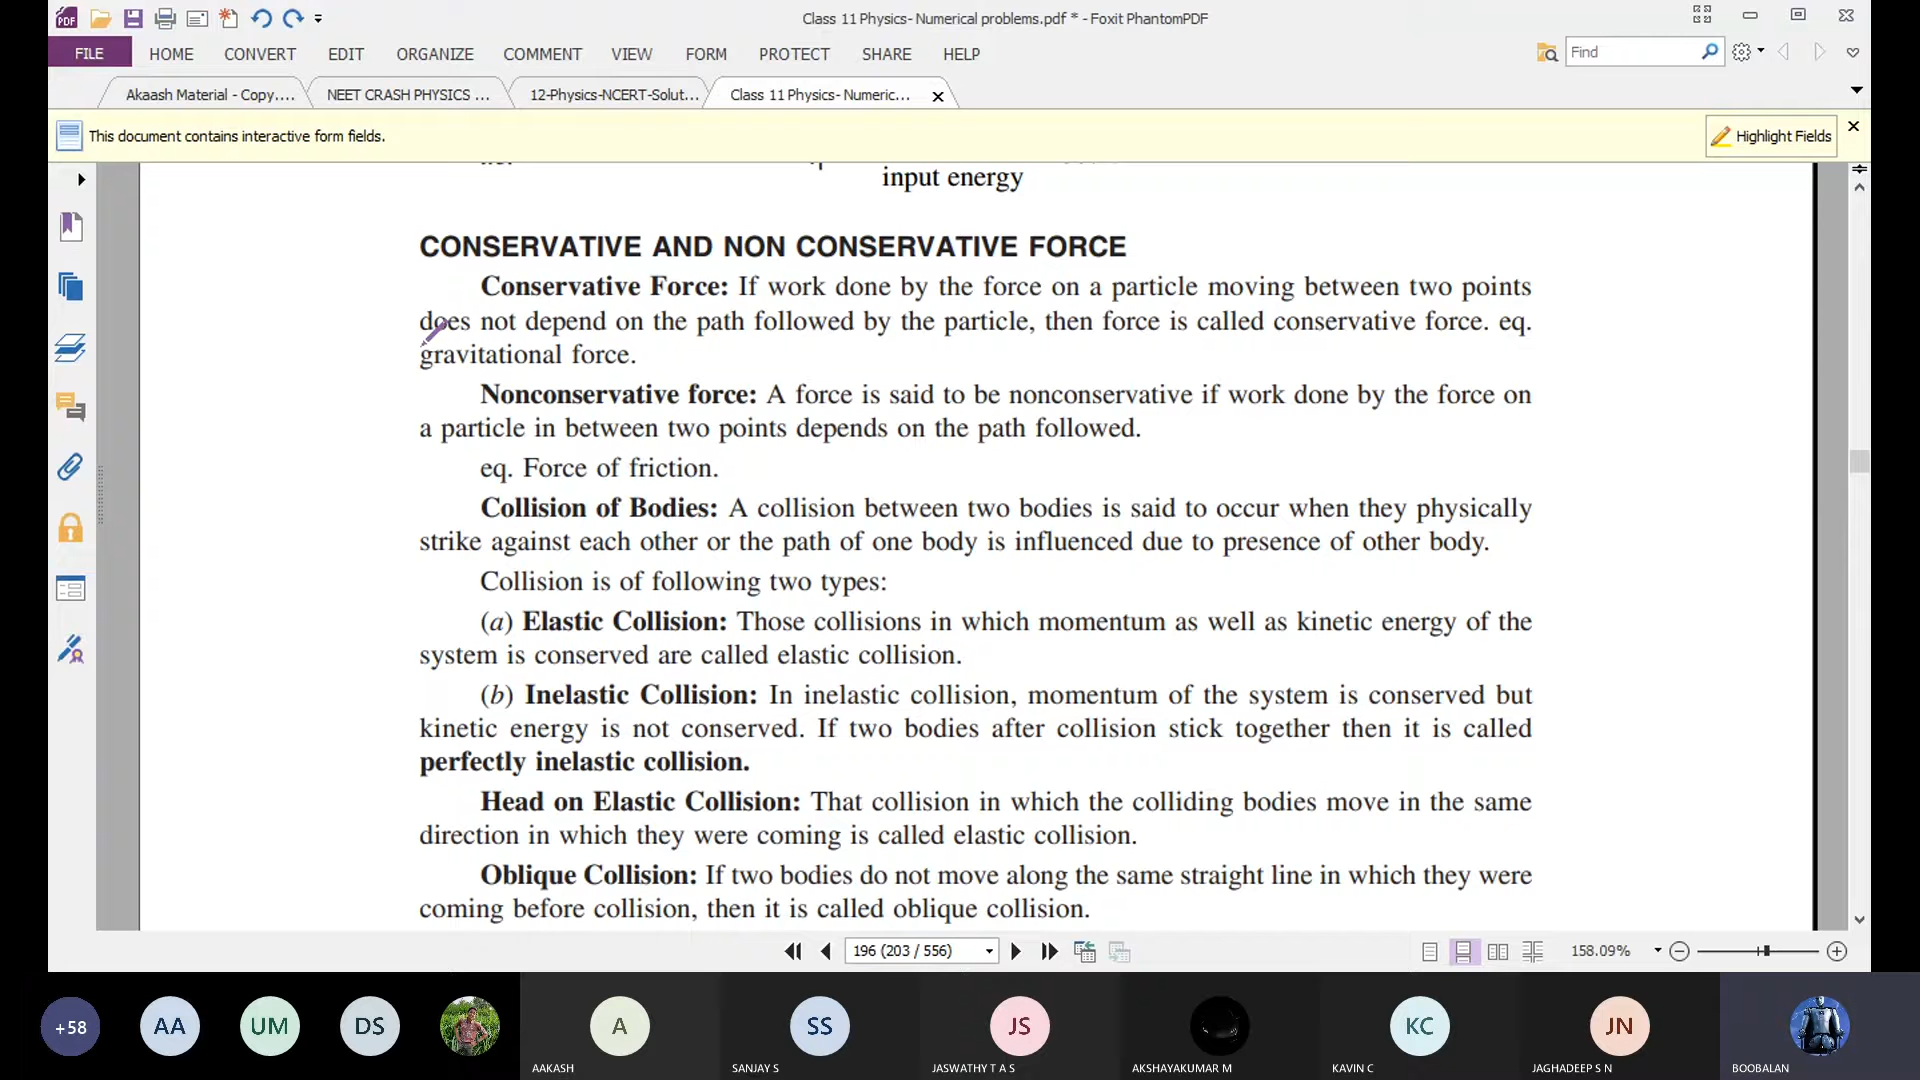 Class 11 Physics- Numerical problems.pdf * - Foxit PhantomPDF
FILE HOME CONVERT EDIT ORGANIZE COMMENT VIEW FORM PROTECT SHARE HELP Find
Akaash Material - Copy.... NEET CRASH PHYSICS ... 12-Physics-NCERT-Solut... Class 11 Physics- Numeric...
This document contains interactive form fields. Highlight Fields
input energy
CONSERVATIVE AND NON CONSERVATIVE FORCE
Conservative Force: If work done by the force on a particle moving between two points
does not depend on the path followed by the particle, then force is called conservative force. eq.
gravitational force.
Nonconservative force: A force is said to be nonconservative if work done by the force on
a particle in between two points depends on the path followed.
eq. Force of friction.
Collision of Bodies: A collision between two bodies is said to occur when they physically
strike against each other or the path of one body is influenced due to presence of other body.
Collision is of following two types:
(a) Elastic Collision: Those collisions in which momentum as well as kinetic energy of the
system is conserved are called elastic collision.
(b) Inelastic Collision: In inelastic collision, momentum of the system is conserved but
kinetic energy is not conserved. If two bodies after collision stick together then it is called
perfectly inelastic collision.
Head on Elastic Collision: That collision in which the colliding bodies move in the same
direction in which they were coming is called elastic collision.
Oblique Collision: If two bodies do not move along the same straight line in which they were
coming before collision, then it is called oblique collision.
196 (203 / 556) 158.09%
+58 AA UM DS A SS JS KC JN
AAKASH SANJAY S JASWATHY T A S AKSHAYAKUMAR M KAVIN C JAGHADEEP S N BOOBALAN